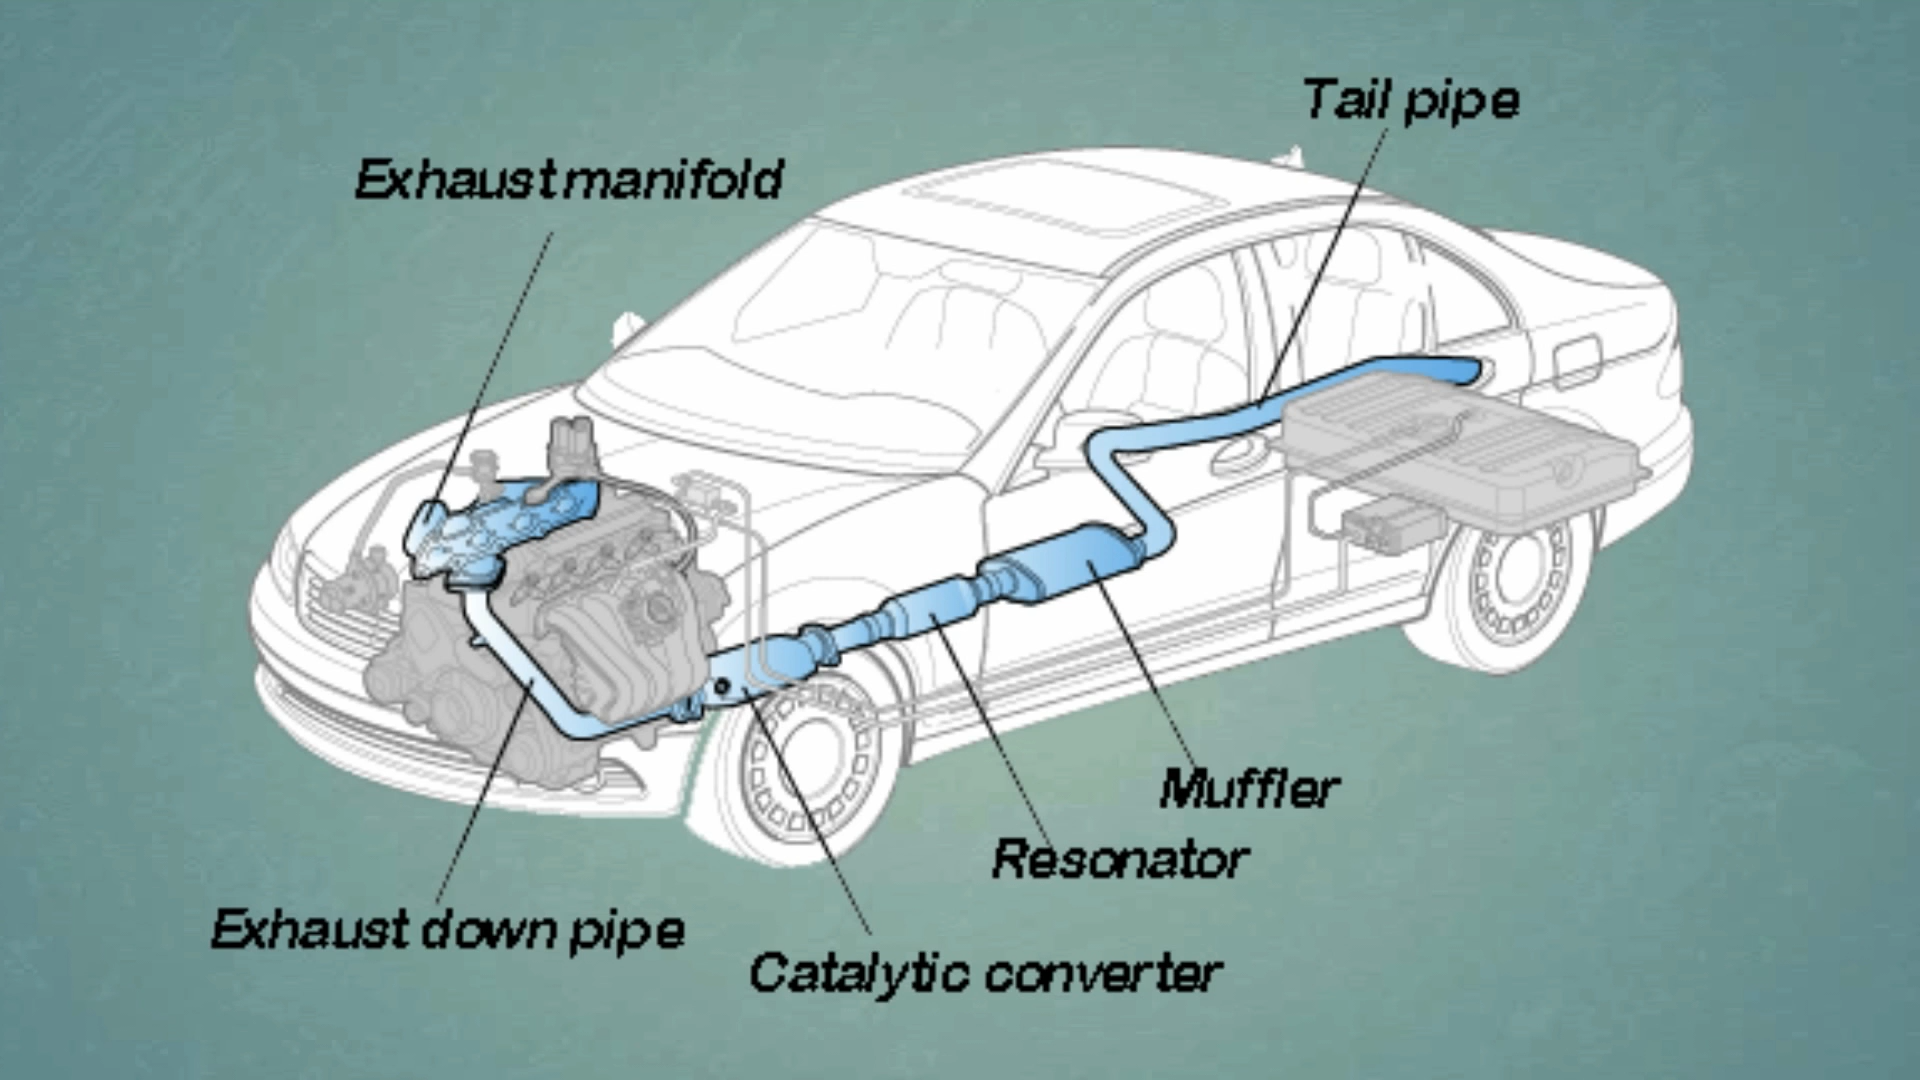 Tail pipe
Exhaust manifold
Muffler
Resonator
Exhaust down pipe
Catalytic converter